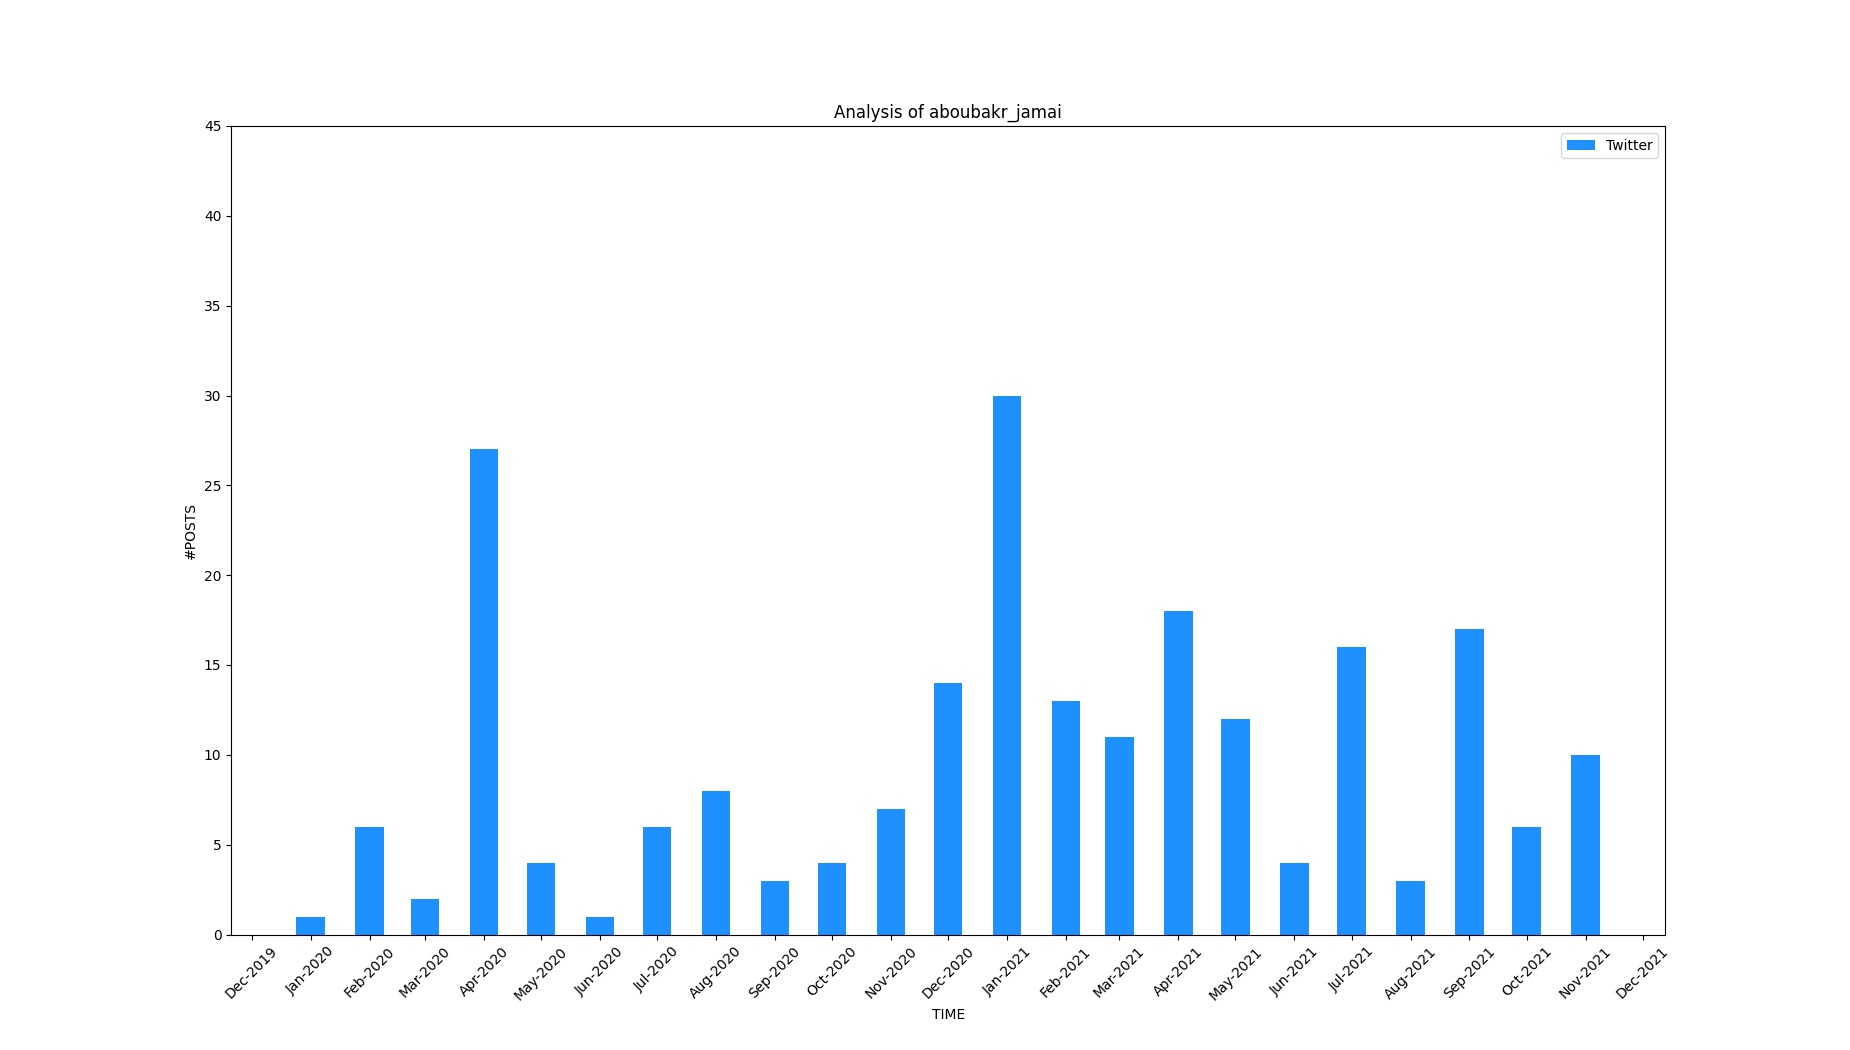 Analysis of aboubakr_jamai
Twitter
45
40
35
30
25
20
15
10
5
0
#POSTS
Dec-2019
Jan-2020
Feb-2020
Mar-2020
Apr-2020
May-2020
Jun-2020
Jul-2020
Aug-2020
Sep-2020
Oct-2020
Nov-2020
Dec-2020
Jan-2021
Feb-2021
Mar-2021
Apr-2021
May-2021
Jun-2021
Jul-2021
Aug-2021
Sep-2021
Oct-2021
Nov-2021
Dec-2021
TIME